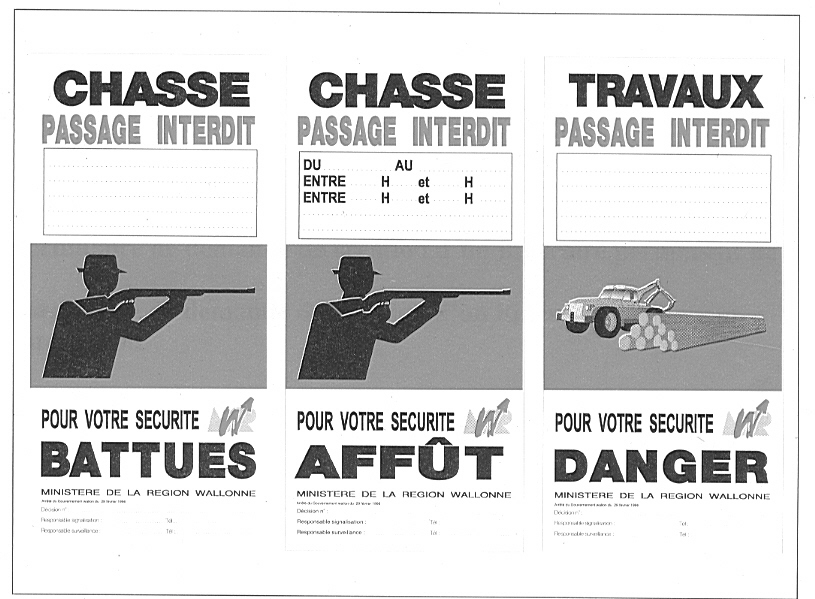 CHASSE
PASSAGE INTERDIT
POUR VOTRE SECURITE
BATTUES
MINISTERE DE LA REGION WALLONNE
Arrêté du Gouvernement wallon du 29 février 1996
Décision n° :
Responsable signalisation : Tél :
Responsable surveillance : Tél :
CHASSE
PASSAGE INTERDIT
DU AU
ENTRE H et H
ENTRE H et H
POUR VOTRE SECURITE
AFFÛT
MINISTERE DE LA REGION WALLONNE
Arrêté du Gouvernement wallon du 29 février 1996
Décision n° :
Responsable signalisation : Tél :
Responsable surveillance : Tél :
TRAVAUX
PASSAGE INTERDIT
POUR VOTRE SECURITE
DANGER
MINISTERE DE LA REGION WALLONNE
Arrêté du Gouvernement wallon du 29 février 1996
Décision n° :
Responsable signalisation : Tél :
Responsable surveillance : Tél :